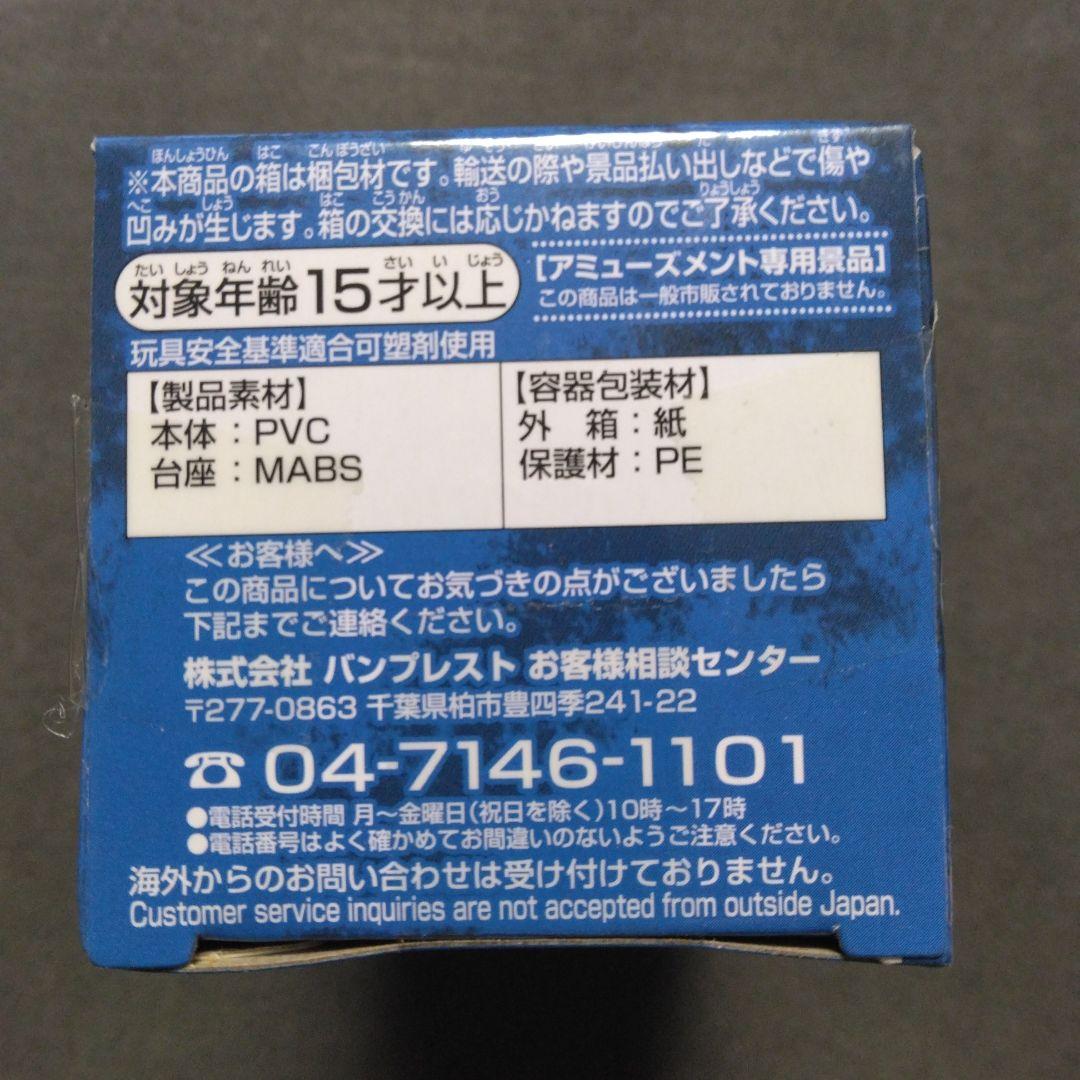 ※本商品の箱は梱包材です。輸送の際や景品払い出しなどで傷や
凹みが生じます。箱の交換には応じかねますのでご了承ください。
対象年齢15才以上
[アミューズメント専用景品]
この商品は一般市販されておりません。
玩具安全基準適合可塑剤使用
【製品素材】
本体：PVC
台座：MABS
【容器包装材】
外　箱：紙
保護材：PE
≪お客様へ≫
この商品についてお気づきの点がございましたら
下記までご連絡ください。
株式会社 バンプレスト お客様相談センター
〒277-0863 千葉県柏市豊四季241-22
☎ 04-7146-1101
●電話受付時間 月～金曜日(祝日を除く)10時～17時
●電話番号はよく確かめてお間違いのないようご注意ください。
海外からのお問い合わせは受け付けておりません。
Customer service inquiries are not accepted from outside Japan.